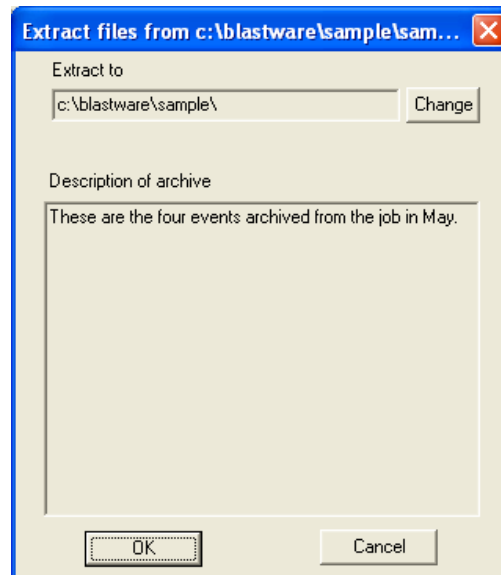 Extract files from c:\blastware\sample\sam...
Extract to
c:\blastware\sample\
Change
Description of archive
These are the four events archived from the job in May.
OK
Cancel